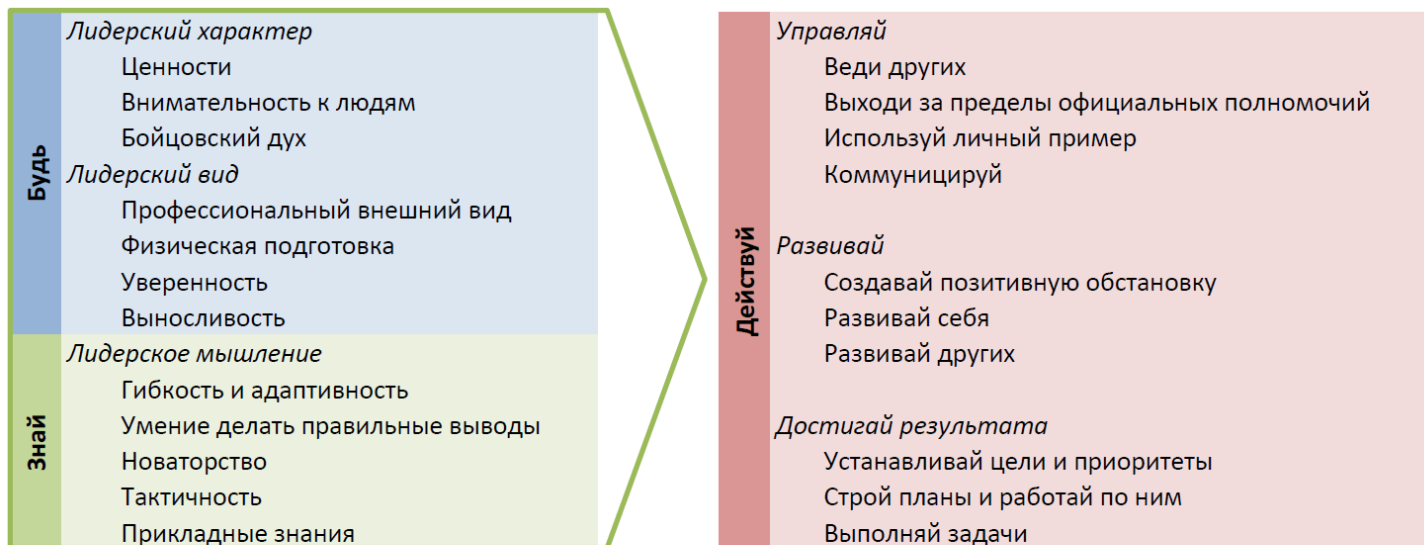 Будь
Лидерский характер
Ценности
Внимательность к людям
Бойцовский дух
Лидерский вид
Профессиональный внешний вид
Физическая подготовка
Уверенность
Выносливость
Знай
Лидерское мышление
Гибкость и адаптивность
Умение делать правильные выводы
Новаторство
Тактичность
Прикладные знания
Действуй
Управляй
Веди других
Выходи за пределы официальных полномочий
Используй личный пример
Коммуницируй
Развивай
Создавай позитивную обстановку
Развивай себя
Развивай других
Достигай результата
Устанавливай цели и приоритеты
Строй планы и работай по ним
Выполняй задачи